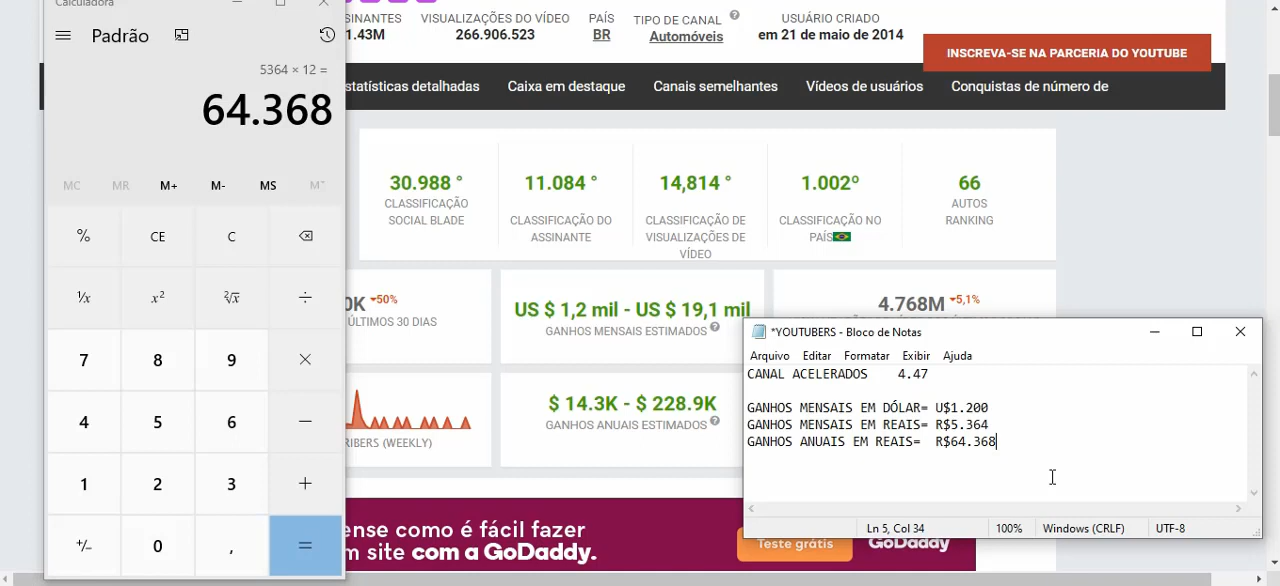 Calculadora
Padrão
5364 × 12 =
64.368
MC MR M+ M- MS
% CE C
¹/x x² ²√x ÷
7 8 9 ×
4 5 6 −
1 2 3 +
+/− 0 , =
SINANTES
1.43M
VISUALIZAÇÕES DO VÍDEO
266.906.523
PAÍS
BR
TIPO DE CANAL ?
Automóveis
USUÁRIO CRIADO
em 21 de maio de 2014
INSCREVA-SE NA PARCERIA DO YOUTUBE
statísticas detalhadas Caixa em destaque Canais semelhantes Vídeos de usuários Conquistas de número de
30.988 °
CLASSIFICAÇÃO
SOCIAL BLADE
11.084 °
CLASSIFICAÇÃO DO
ASSINANTE
14,814 °
CLASSIFICAÇÃO DE
VISUALIZAÇÕES DE
VÍDEO
1.002º
CLASSIFICAÇÃO NO
PAÍS
66
AUTOS
RANKING
0K 50%
ÚLTIMOS 30 DIAS
US $ 1,2 mil - US $ 19,1 mil
GANHOS MENSAIS ESTIMADOS ?
4.768M 5,1%
RIBERS (WEEKLY)
$ 14.3K - $ 228.9K
GANHOS ANUAIS ESTIMADOS ?
*YOUTUBERS - Bloco de Notas
Arquivo Editar Formatar Exibir Ajuda
CANAL ACELERADOS 4.47
GANHOS MENSAIS EM DÓLAR= U$1.200
GANHOS MENSAIS EM REAIS= R$5.364
GANHOS ANUAIS EM REAIS= R$64.368
Ln 5, Col 34 100% Windows (CRLF) UTF-8
ense como é fácil fazer
m site com a GoDaddy.
Teste grátis
GoDaddy